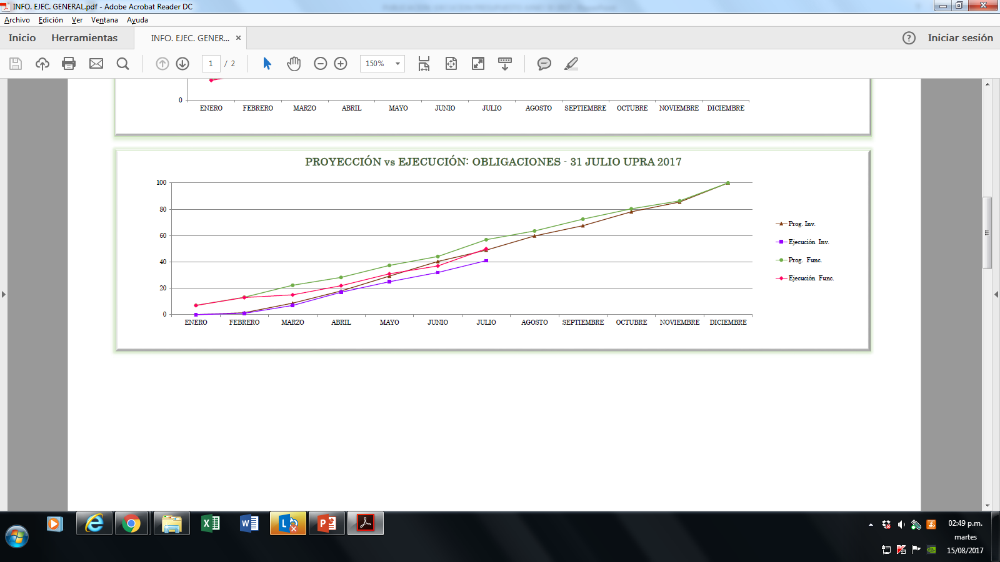 INFO. EJEC. GENERAL.pdf - Adobe Acrobat Reader DC
Archivo Edición Ver Ventana Ayuda
Inicio Herramientas INFO. EJEC. GENER... × ? Iniciar sesión
1 / 2 150%
0
ENERO FEBRERO MARZO ABRIL MAYO JUNIO JULIO AGOSTO SEPTIEMBRE OCTUBRE NOVIEMBRE DICIEMBRE
PROYECCIÓN vs EJECUCIÓN: OBLIGACIONES - 31 JULIO UPRA 2017
100
80
60
40
20
0
ENERO FEBRERO MARZO ABRIL MAYO JUNIO JULIO AGOSTO SEPTIEMBRE OCTUBRE NOVIEMBRE DICIEMBRE
Prog. Inv.
Ejecución Inv.
Prog. Func.
Ejecución Func.
02:49 p.m.
martes
15/08/2017